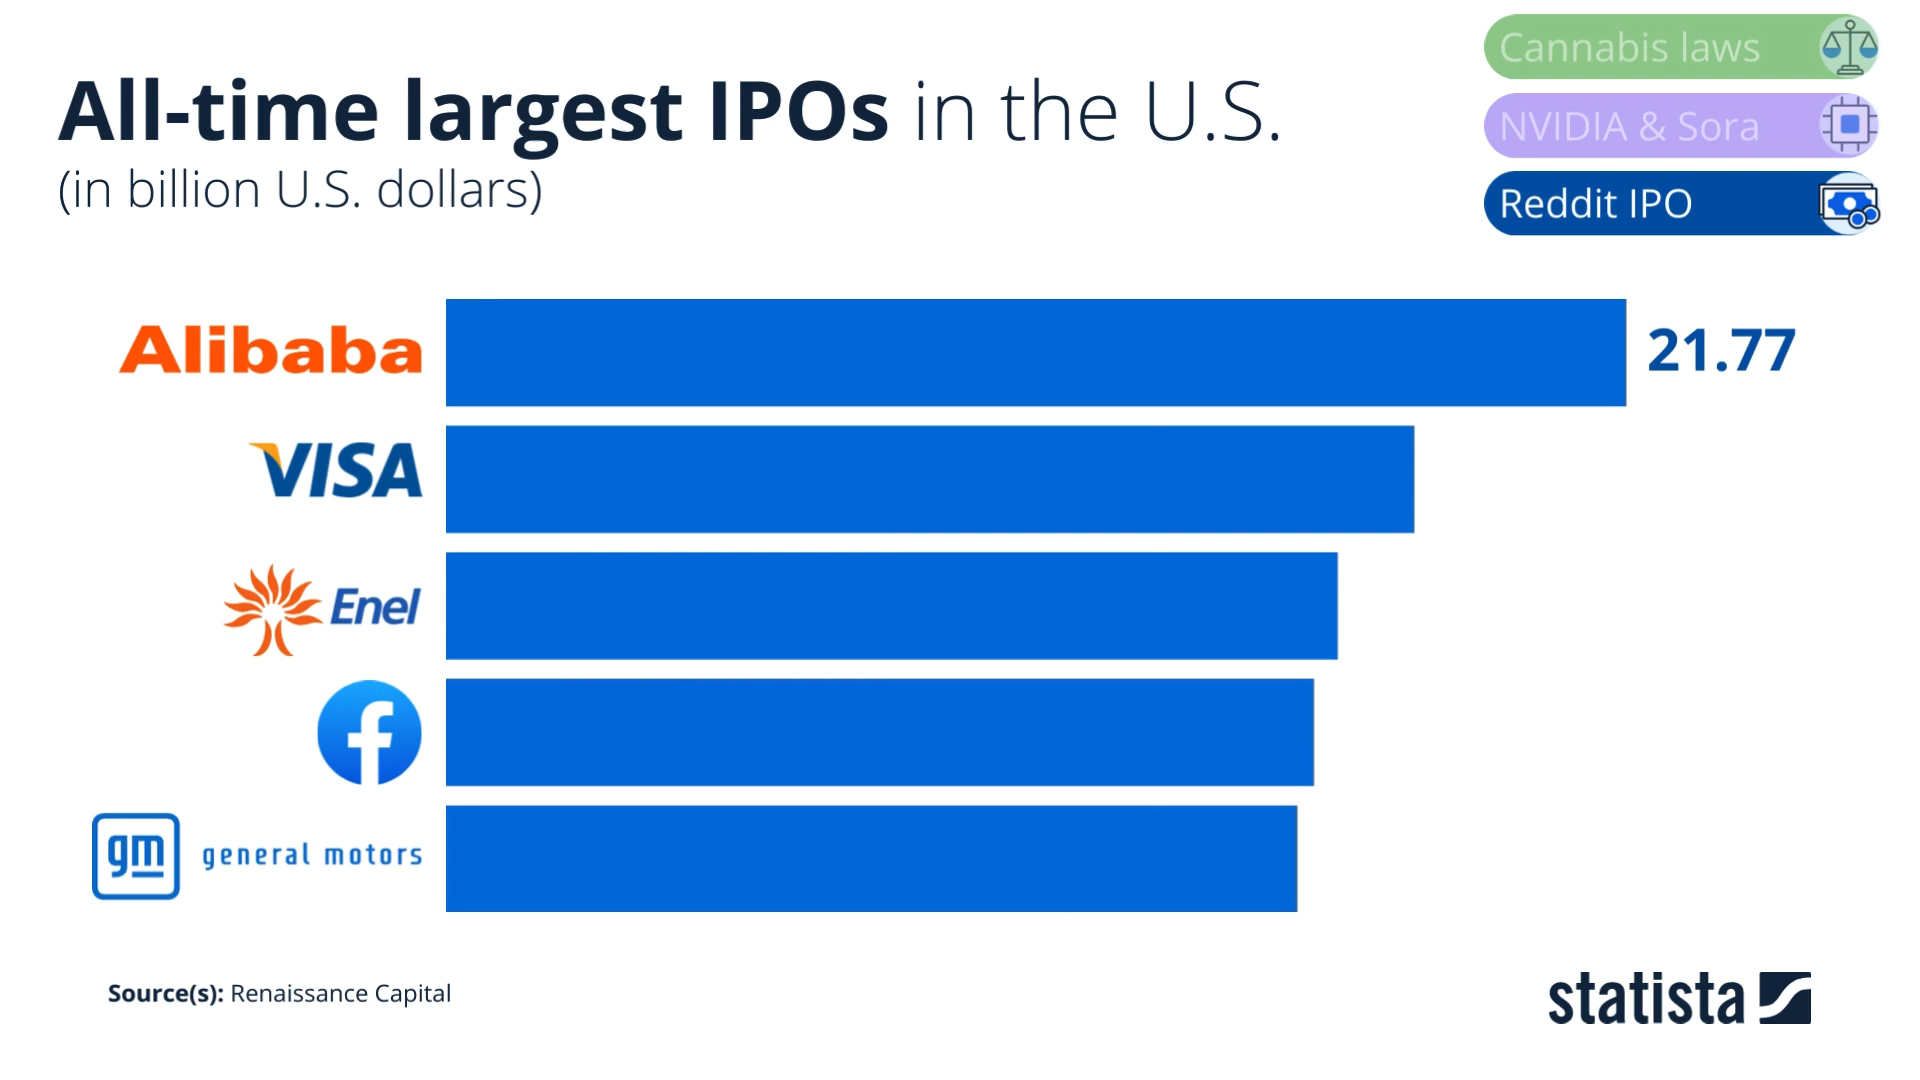 All-time largest IPOs in the U.S.
(in billion U.S. dollars)
Cannabis laws
NVIDIA & Sora
Reddit IPO
Alibaba
21.77
VISA
Enel
f
gm general motors
Source(s): Renaissance Capital
statista